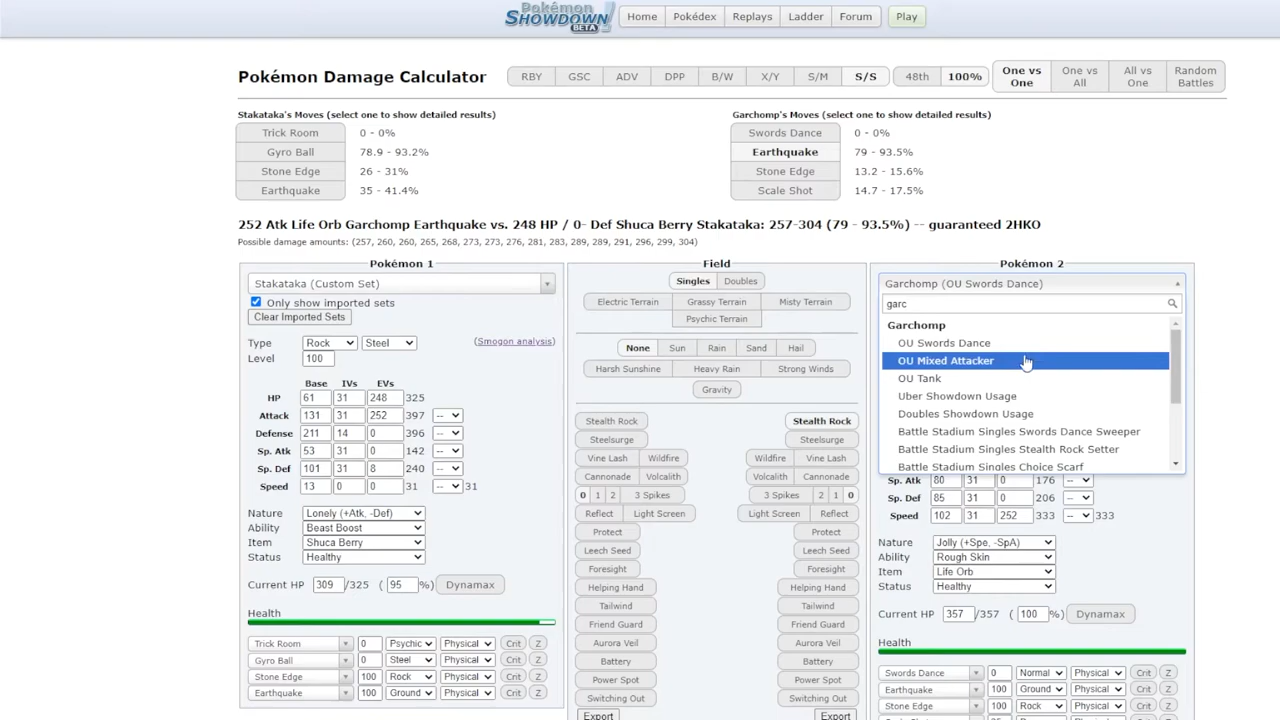 Pokémon SHOWDOWN! BETA
Home Pokédex Replays Ladder Forum Play
Pokémon Damage Calculator RBY GSC ADV DPP B/W X/Y S/M S/S 48th 100% One vs One One vs All All vs One Random Battles
Stakataka's Moves (select one to show detailed results)
Trick Room 0 - 0%
Gyro Ball 78.9 - 93.2%
Stone Edge 26 - 31%
Earthquake 35 - 41.4%
Garchomp's Moves (select one to show detailed results)
Swords Dance 0 - 0%
Earthquake 79 - 93.5%
Stone Edge 13.2 - 15.6%
Scale Shot 14.7 - 17.5%
252 Atk Life Orb Garchomp Earthquake vs. 248 HP / 0- Def Shuca Berry Stakataka: 257-304 (79 - 93.5%) -- guaranteed 2HKO
Possible damage amounts: (257, 260, 260, 265, 268, 273, 273, 276, 281, 283, 289, 289, 291, 296, 299, 304)
Pokémon 1
Stakataka (Custom Set)
Only show imported sets
Clear Imported Sets
Type Rock Steel (Smogon analysis)
Level 100
Base IVs EVs
HP 61 31 248 325
Attack 131 31 252 397 --
Defense 211 14 0 396 --
Sp. Atk 53 31 0 142 --
Sp. Def 101 31 8 240 --
Speed 13 0 0 31 -- 31
Nature Lonely (+Atk, -Def)
Ability Beast Boost
Item Shuca Berry
Status Healthy
Current HP 309 /325 ( 95 %) Dynamax
Health
Trick Room 0 Psychic Physical Crit Z
Gyro Ball 0 Steel Physical Crit Z
Stone Edge 100 Rock Physical Crit Z
Earthquake 100 Ground Physical Crit Z
Field
Singles Doubles
Electric Terrain Grassy Terrain Misty Terrain
Psychic Terrain
None Sun Rain Sand Hail
Harsh Sunshine Heavy Rain Strong Winds
Gravity
Stealth Rock Stealth Rock
Steelsurge Steelsurge
Vine Lash Wildfire Wildfire Vine Lash
Cannonade Volcalith Volcalith Cannonade
0 1 2 3 Spikes 3 Spikes 2 1 0
Reflect Light Screen Light Screen Reflect
Protect Protect
Leech Seed Leech Seed
Foresight Foresight
Helping Hand Helping Hand
Tailwind Tailwind
Friend Guard Friend Guard
Aurora Veil Aurora Veil
Battery Battery
Power Spot Power Spot
Switching Out Switching Out
Export Export
Pokémon 2
Garchomp (OU Swords Dance)
garc
Garchomp
OU Swords Dance
OU Mixed Attacker
OU Tank
Uber Showdown Usage
Doubles Showdown Usage
Battle Stadium Singles Swords Dance Sweeper
Battle Stadium Singles Stealth Rock Setter
Battle Stadium Singles Choice Scarf
Sp. Atk 80 31 0 176 --
Sp. Def 85 31 0 206 --
Speed 102 31 252 333 -- 333
Nature Jolly (+Spe, -SpA)
Ability Rough Skin
Item Life Orb
Status Healthy
Current HP 357 /357 ( 100 %) Dynamax
Health
Swords Dance 0 Normal Physical Crit Z
Earthquake 100 Ground Physical Crit Z
Stone Edge 100 Rock Physical Crit Z